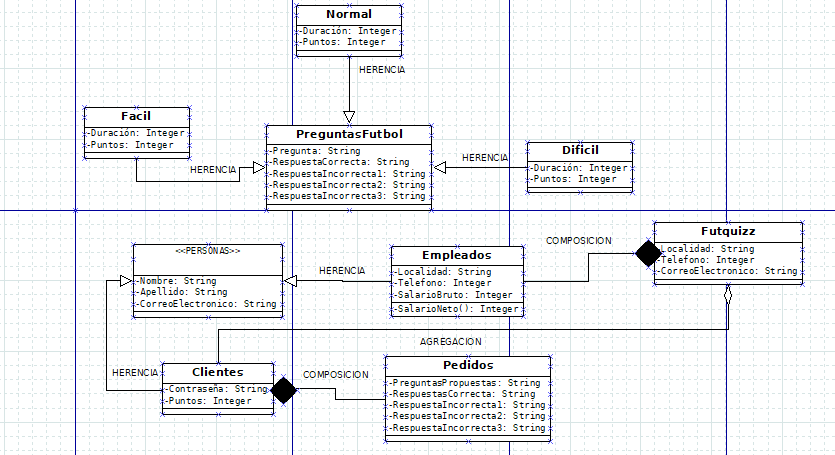 Normal
-Duración: Integer
-Puntos: Integer
HERENCIA
Facil
-Duración: Integer
-Puntos: Integer
HERENCIA
PreguntasFutbol
-Pregunta: String
-RespuestaCorrecta: String
-RespuestaIncorrecta1: String
-RespuestaIncorrecta2: String
-RespuestaIncorrecta3: String
HERENCIA
Dificil
-Duración: Integer
-Puntos: Integer
<<PERSONAS>>
-Nombre: String
-Apellido: String
-CorreoElectronico: String
HERENCIA
Empleados
-Localidad: String
-Telefono: Integer
-SalarioBruto: Integer
-SalarioNeto(): Integer
COMPOSICION
Futquizz
-Localidad: String
-Telefono: Integer
-CorreoElectronico: String
AGREGACION
HERENCIA
Clientes
-Contraseña: String
-Puntos: Integer
COMPOSICION
Pedidos
-PreguntasPropuestas: String
-RespuestasCorrecta: String
-RespuestaIncorrecta1: String
-RespuestaIncorrecta2: String
-RespuestaIncorrecta3: String